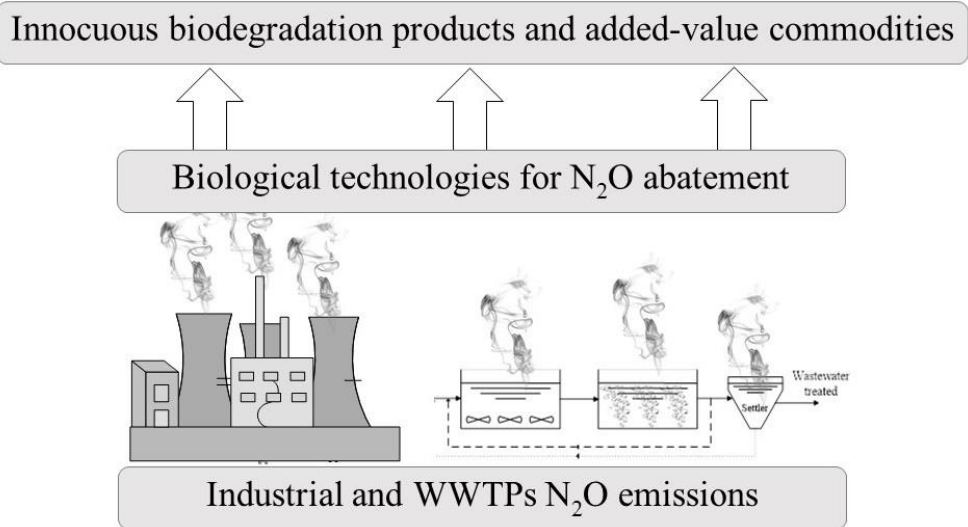 Innocuous biodegradation products and added-value commodities
Biological technologies for N₂O abatement
Wastewater
treated
Settler
Industrial and WWTPs N₂O emissions